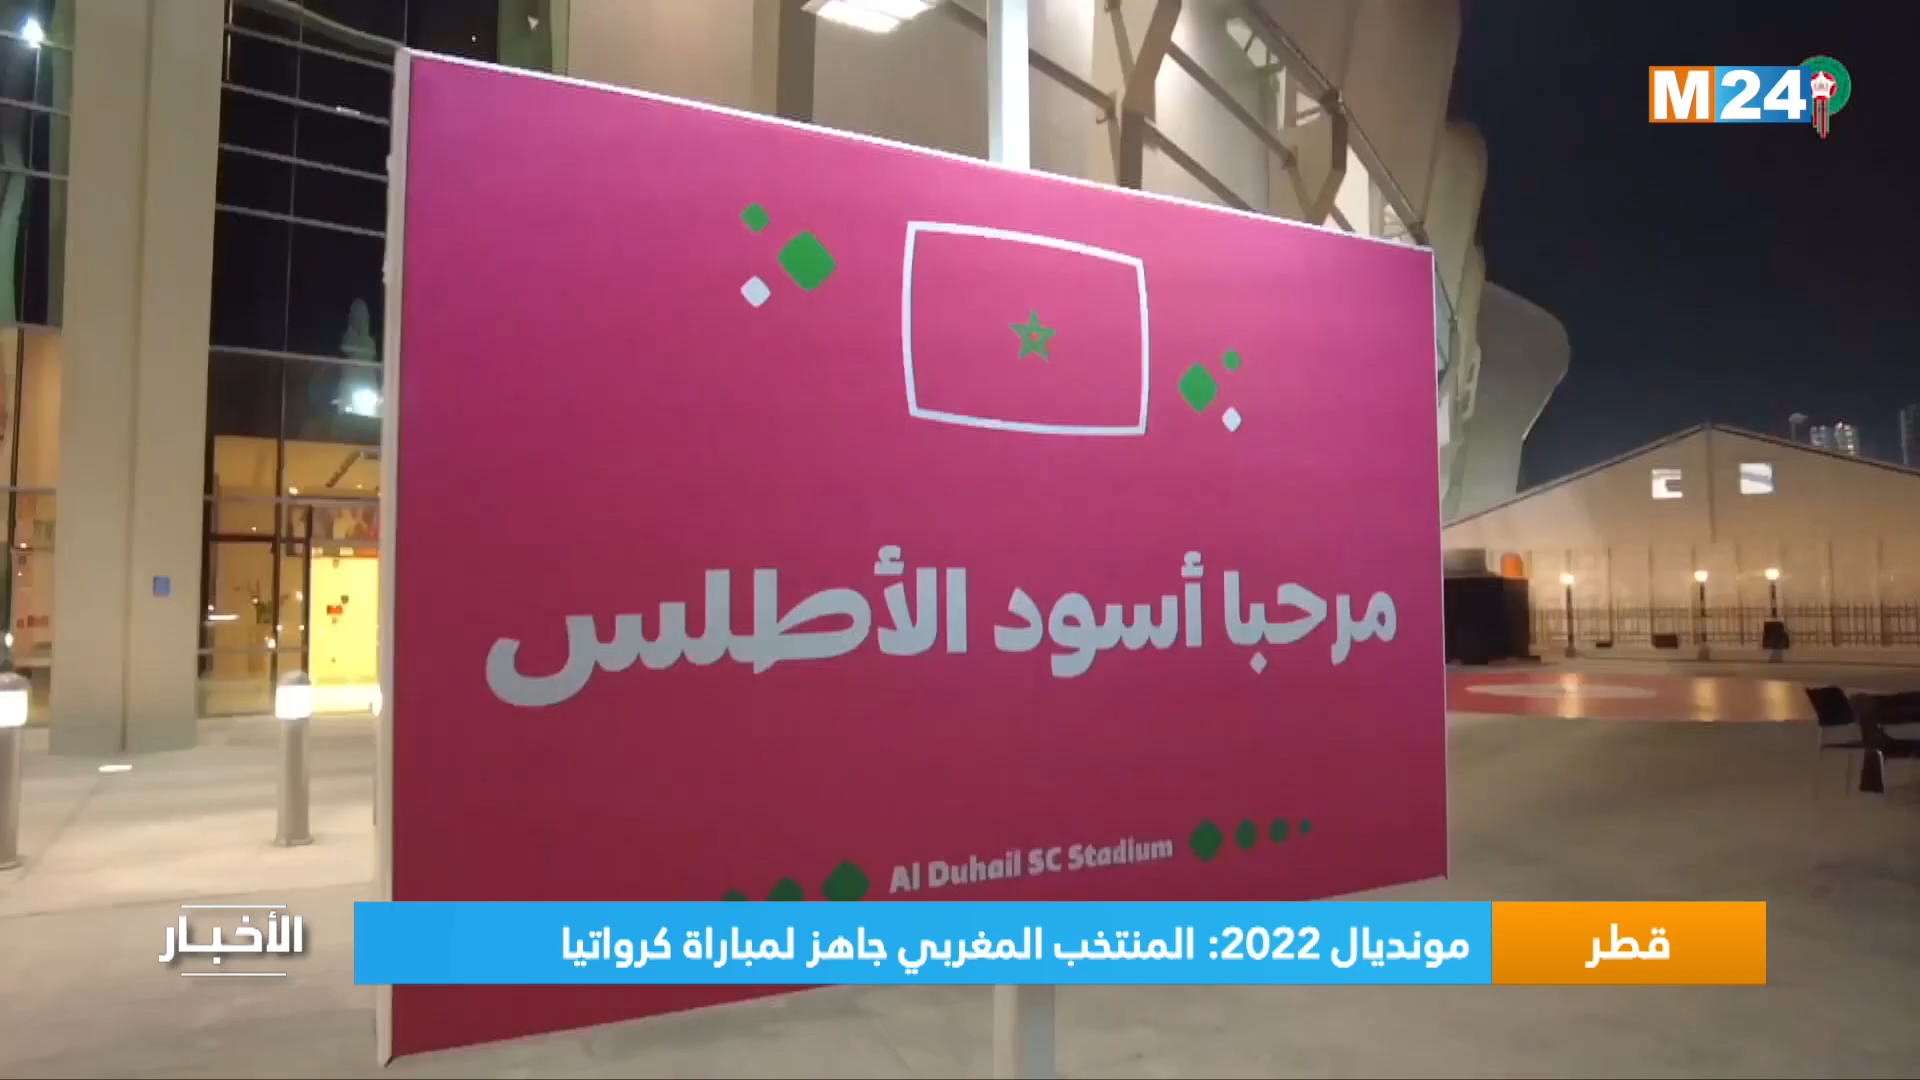 M24
مرحبا أسود الأطلس
Al Duhail SC Stadium
قطر
مونديال 2022: المنتخب المغربي جاهز لمباراة كرواتيا
الأخبار